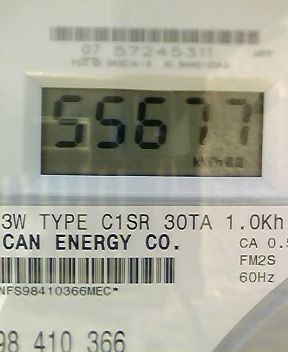 07 57245311
55677
3W TYPE C1SR 30TA 1.0Kh
CAN ENERGY CO.
CA 0.5
FM2S
60Hz
NFS98410366MEC*
98 410 366